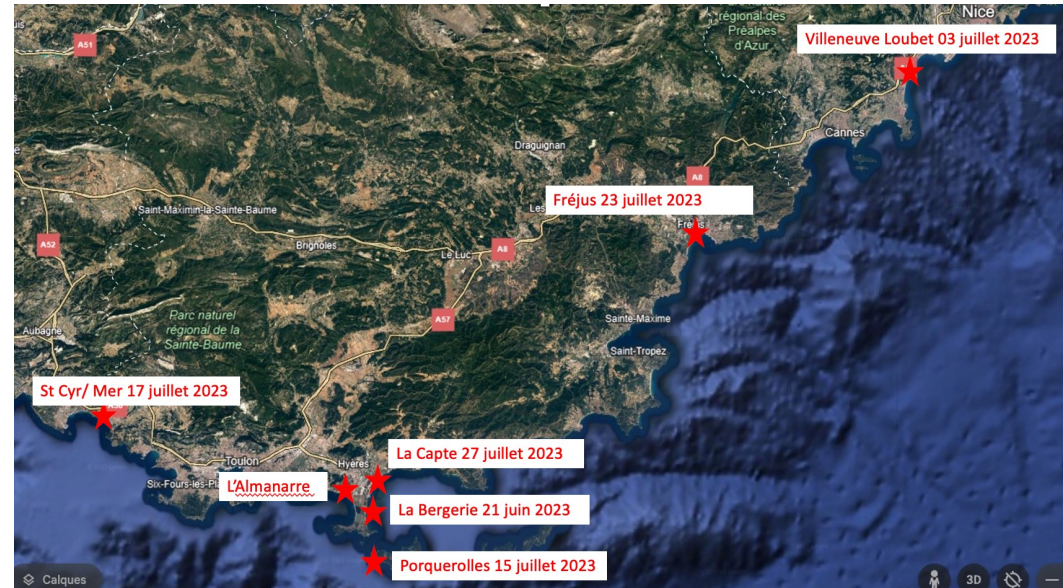 A51
régional des
Préalpes
d'Azur
Nice
Villeneuve Loubet 03 juillet 2023
Cannes
Draguignan
A8
Fréjus 23 juillet 2023
Les
Fréjus
Saint-Maximin-la-Sainte-Baume
A52
Brignoles
Le Luc
A8
Parc naturel
régional de la
Sainte-Baume
A57
Sainte-Maxime
Aubagne
Saint-Tropez
St Cyr/ Mer 17 juillet 2023
La Capte 27 juillet 2023
Toulon
Hyères
Six-Fours-les-Pla
L'Almanarre
La Bergerie 21 juin 2023
Porquerolles 15 juillet 2023
Calques
3D